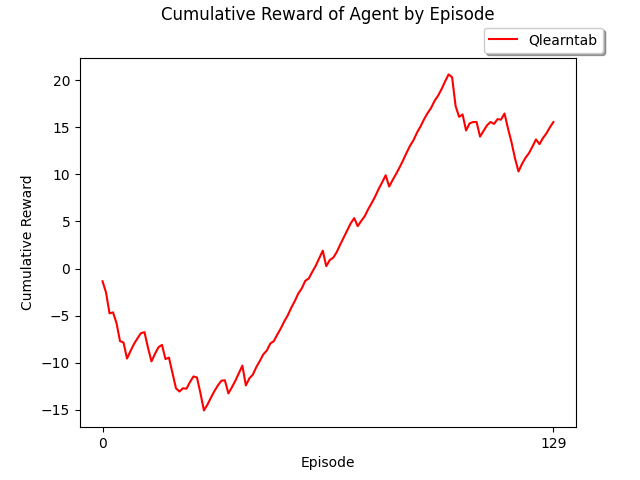 Cumulative Reward of Agent by Episode
Qlearntab
20
15
10
5
0
−5
−10
−15
Cumulative Reward
0
129
Episode